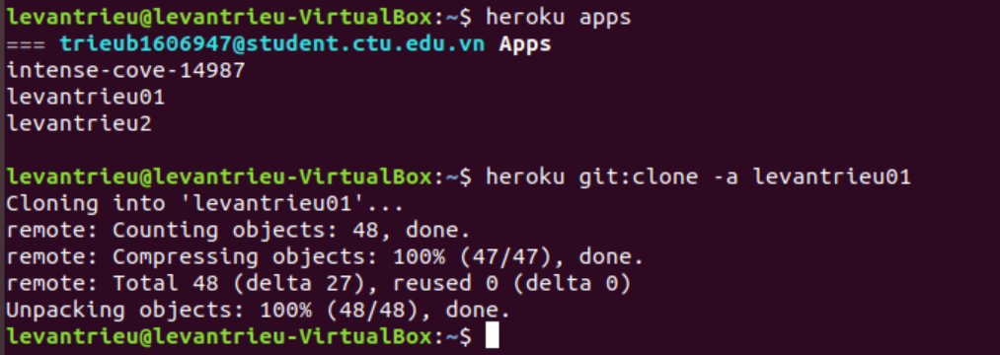 levantrieu@levantrieu-VirtualBox:~$ heroku apps
=== trieub1606947@student.ctu.edu.vn Apps
intense-cove-14987
levantrieu01
levantrieu2
levantrieu@levantrieu-VirtualBox:~$ heroku git:clone -a levantrieu01
Cloning into 'levantrieu01'...
remote: Counting objects: 48, done.
remote: Compressing objects: 100% (47/47), done.
remote: Total 48 (delta 27), reused 0 (delta 0)
Unpacking objects: 100% (48/48), done.
levantrieu@levantrieu-VirtualBox:~$